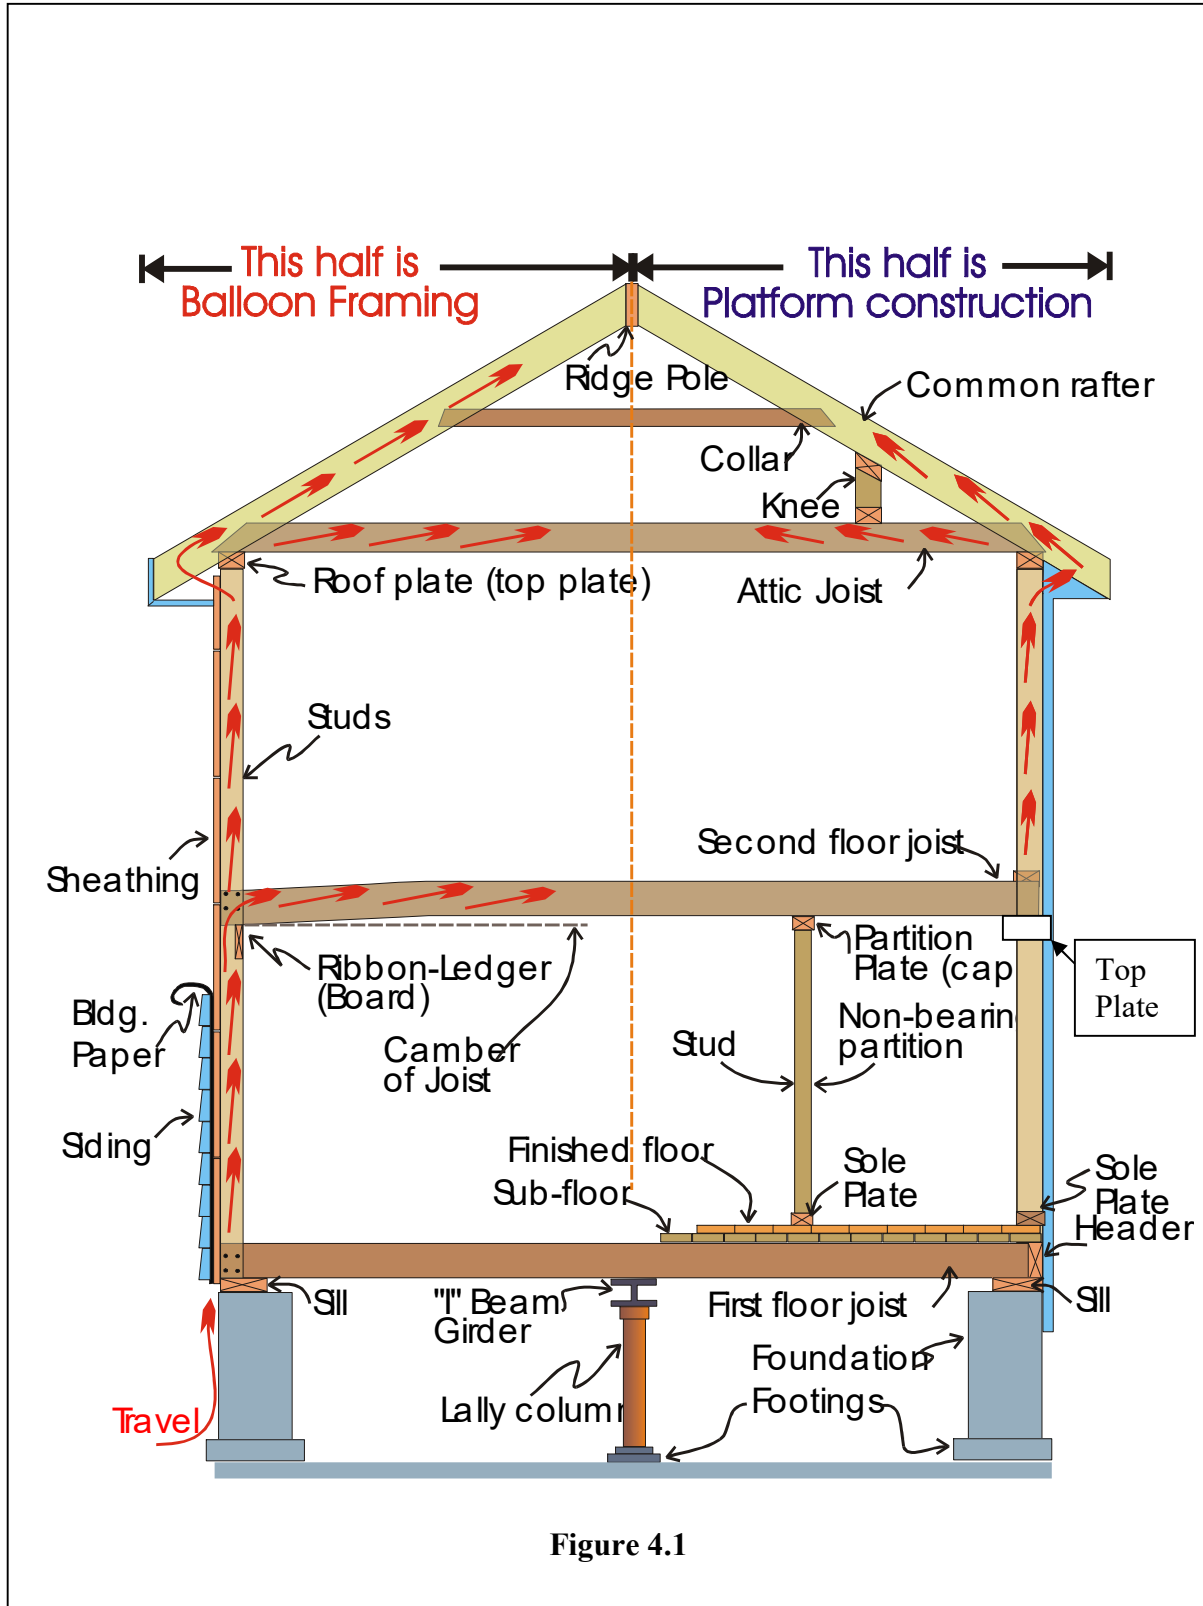 This half is
Balloon Framing
This half is
Platform construction
Ridge Pole
Common rafter
Collar
Knee
Roof plate (top plate)
Attic Joist
Studs
Second floor joist
Sheathing
Partition
Plate (cap
Top
Plate
Ribbon-Ledger
(Board)
Bldg.
Paper
Non-bearin
partition
Stud
Camber
of Joist
Siding
Finished floor
Sub-floor
Sole
Plate
Sole
Plate
Header
Sill
"I" Beam
Girder
First floor joist
Sill
Foundation
Travel
Lally column
Footings
Figure 4.1